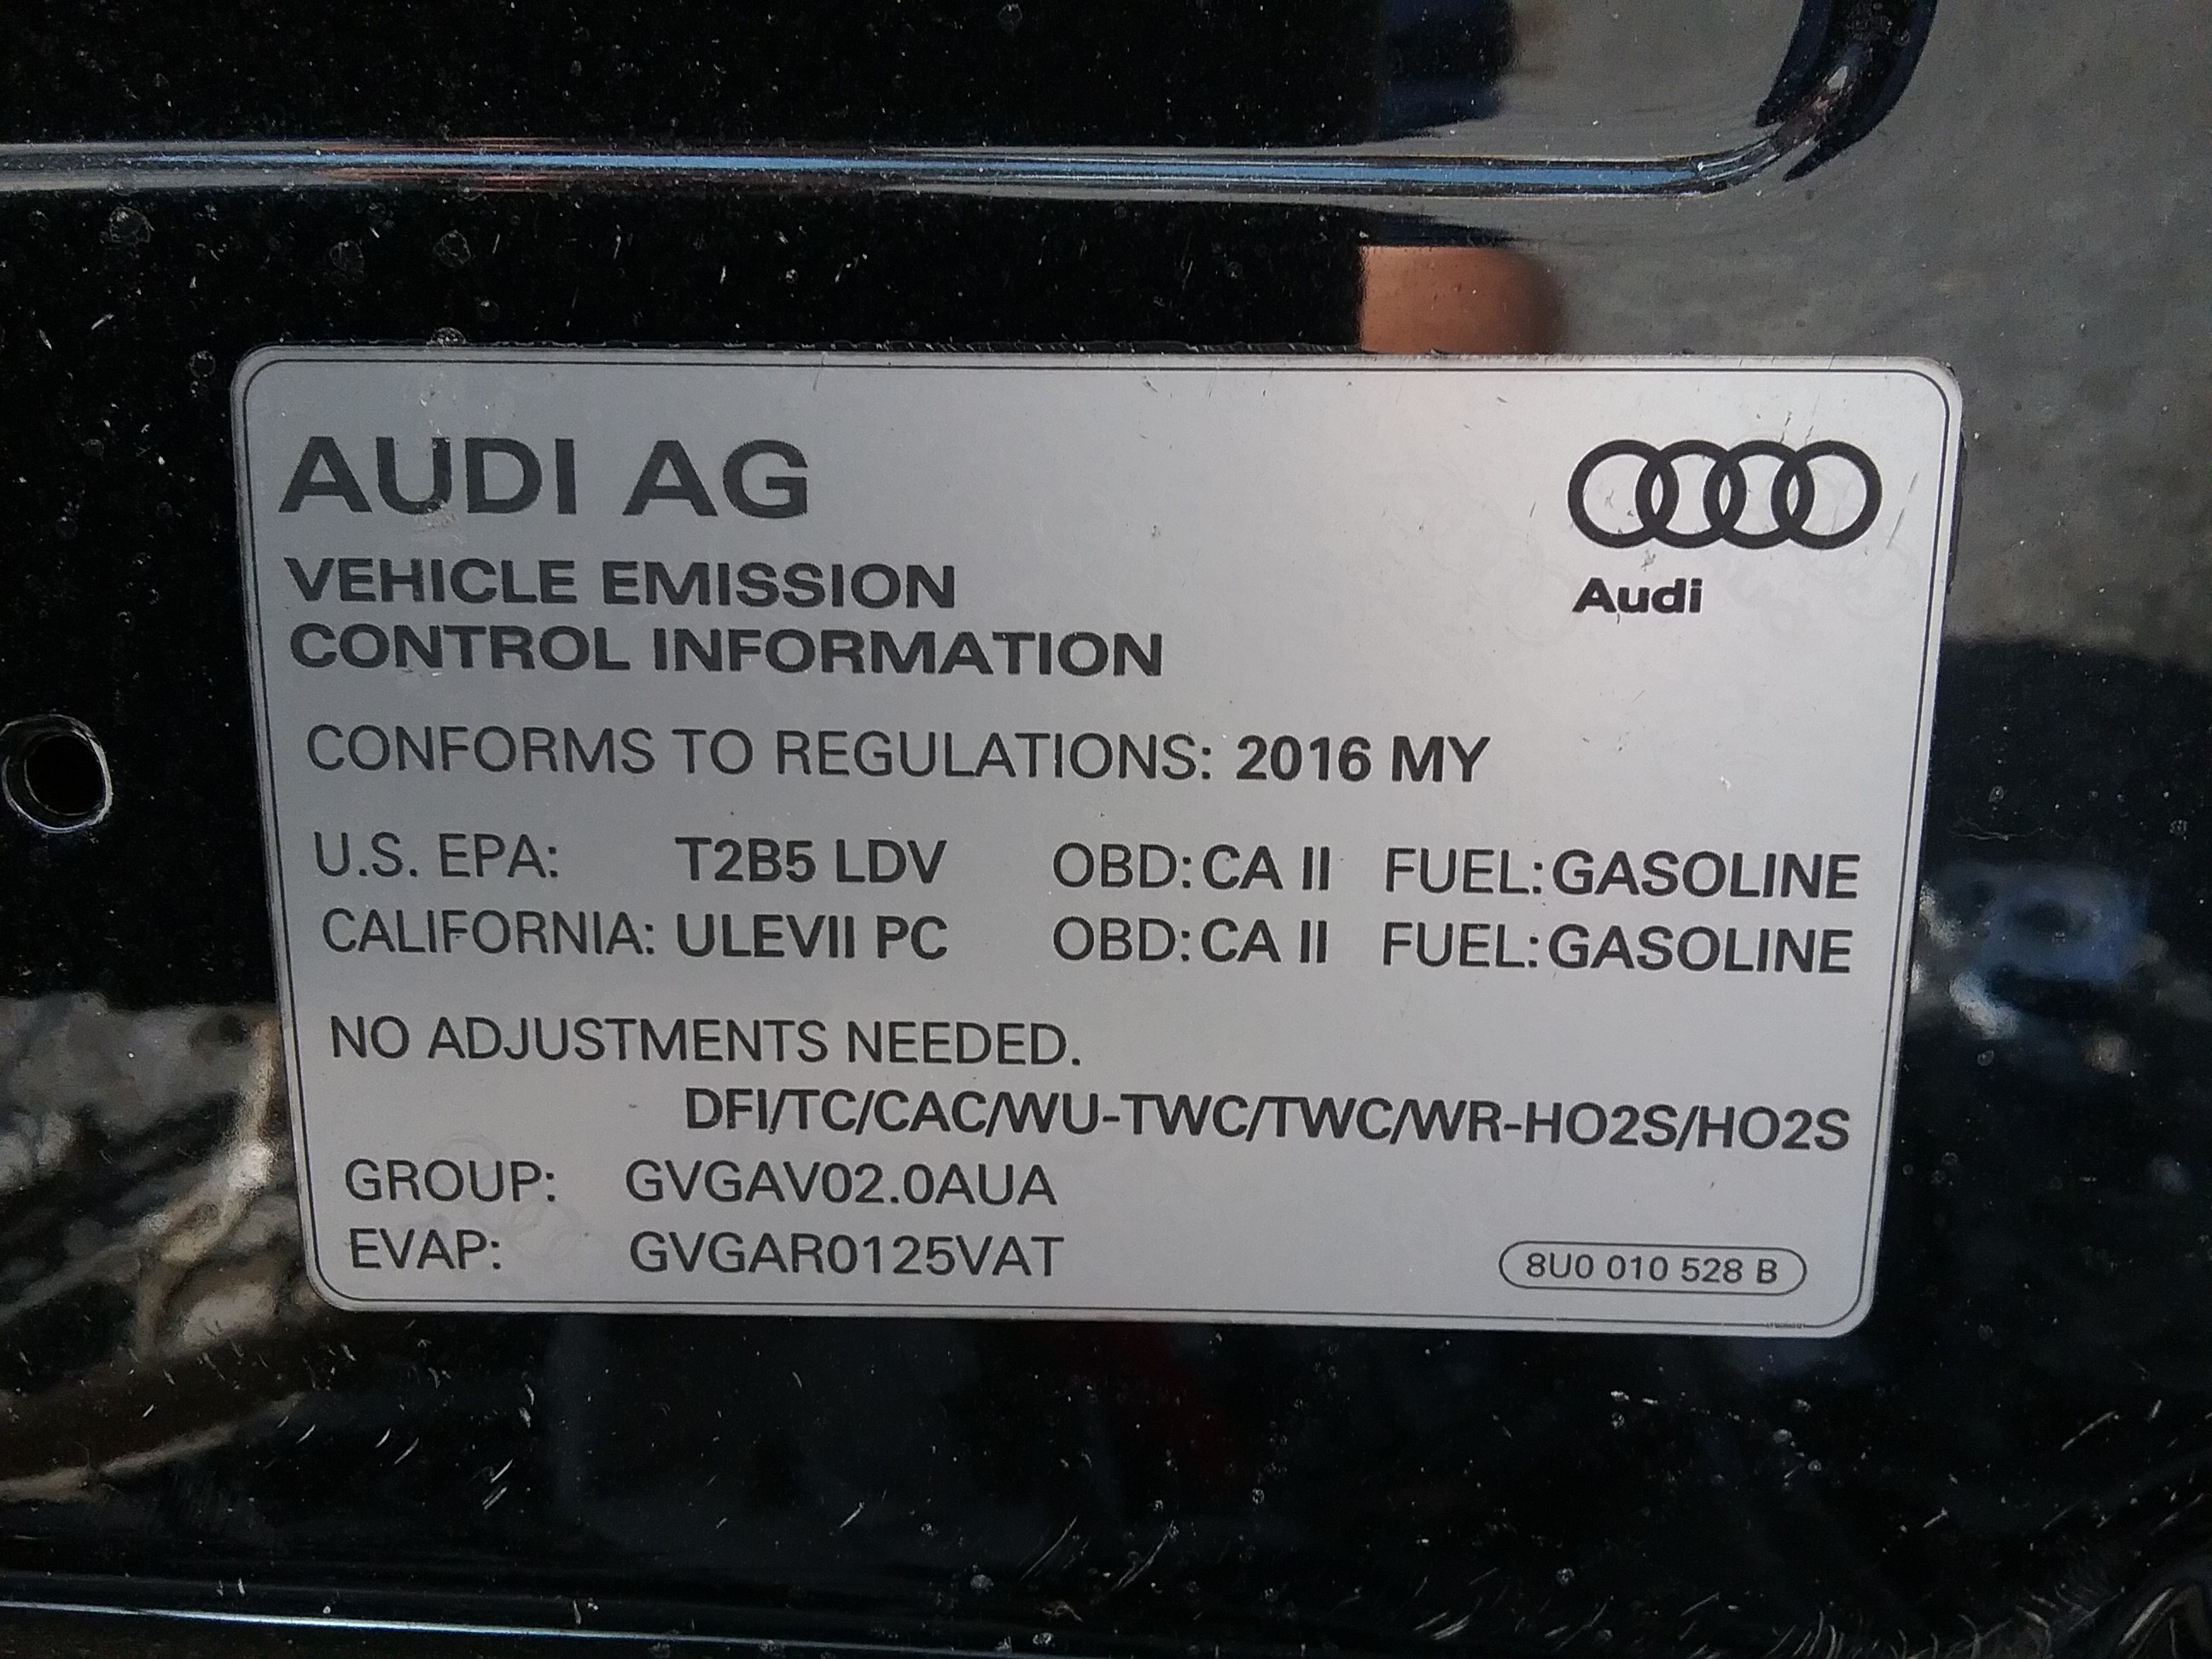 AUDI AG
Audi
VEHICLE EMISSION
CONTROL INFORMATION
CONFORMS TO REGULATIONS: 2016 MY
U.S. EPA: T2B5 LDV OBD: CA II FUEL: GASOLINE
CALIFORNIA: ULEVII PC OBD: CA II FUEL: GASOLINE
NO ADJUSTMENTS NEEDED.
DFI/TC/CAC/WU-TWC/TWC/WR-HO2S/HO2S
GROUP: GVGAV02.0AUA
EVAP: GVGAR0125VAT
8U0 010 528 B